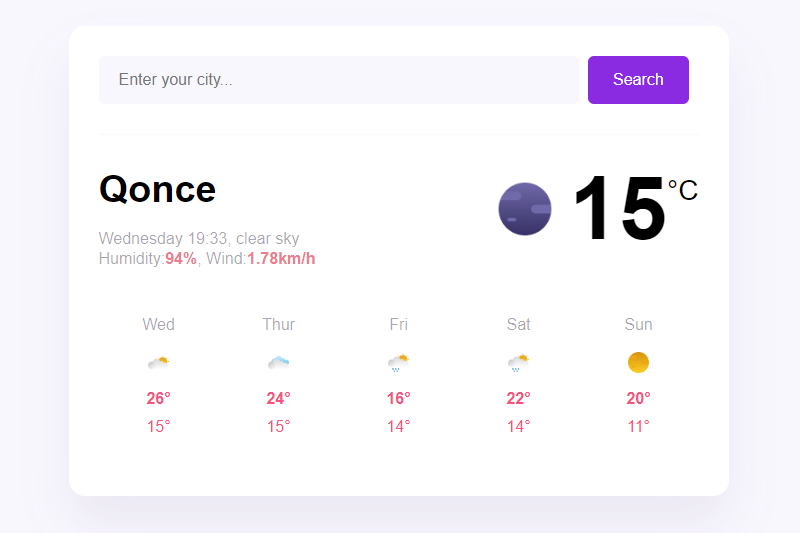 Enter your city...
Search
Qonce
15°C
Wednesday 19:33, clear sky
Humidity:94%, Wind:1.78km/h
Wed Thur Fri Sat Sun
26° 24° 16° 22° 20°
15° 15° 14° 14° 11°